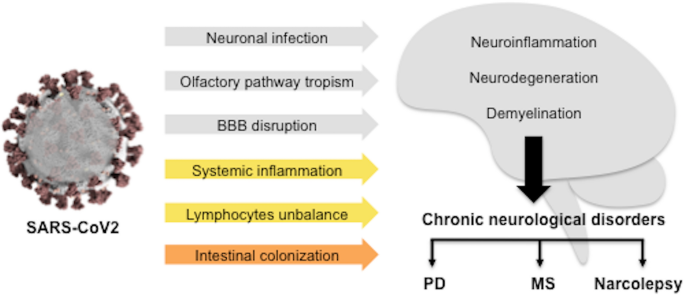 Neuronal infection
Olfactory pathway tropism
BBB disruption
Systemic inflammation
Lymphocytes unbalance
Intestinal colonization
SARS-CoV2
Neuroinflammation
Neurodegeneration
Demyelination
Chronic neurological disorders
PD MS Narcolepsy